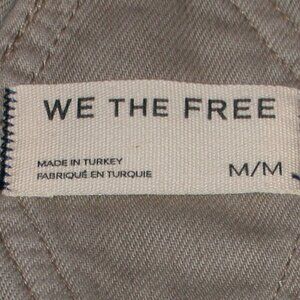 WE THE FREE
MADE IN TURKEY
FABRIQUÉ EN TURQUIE
M/M